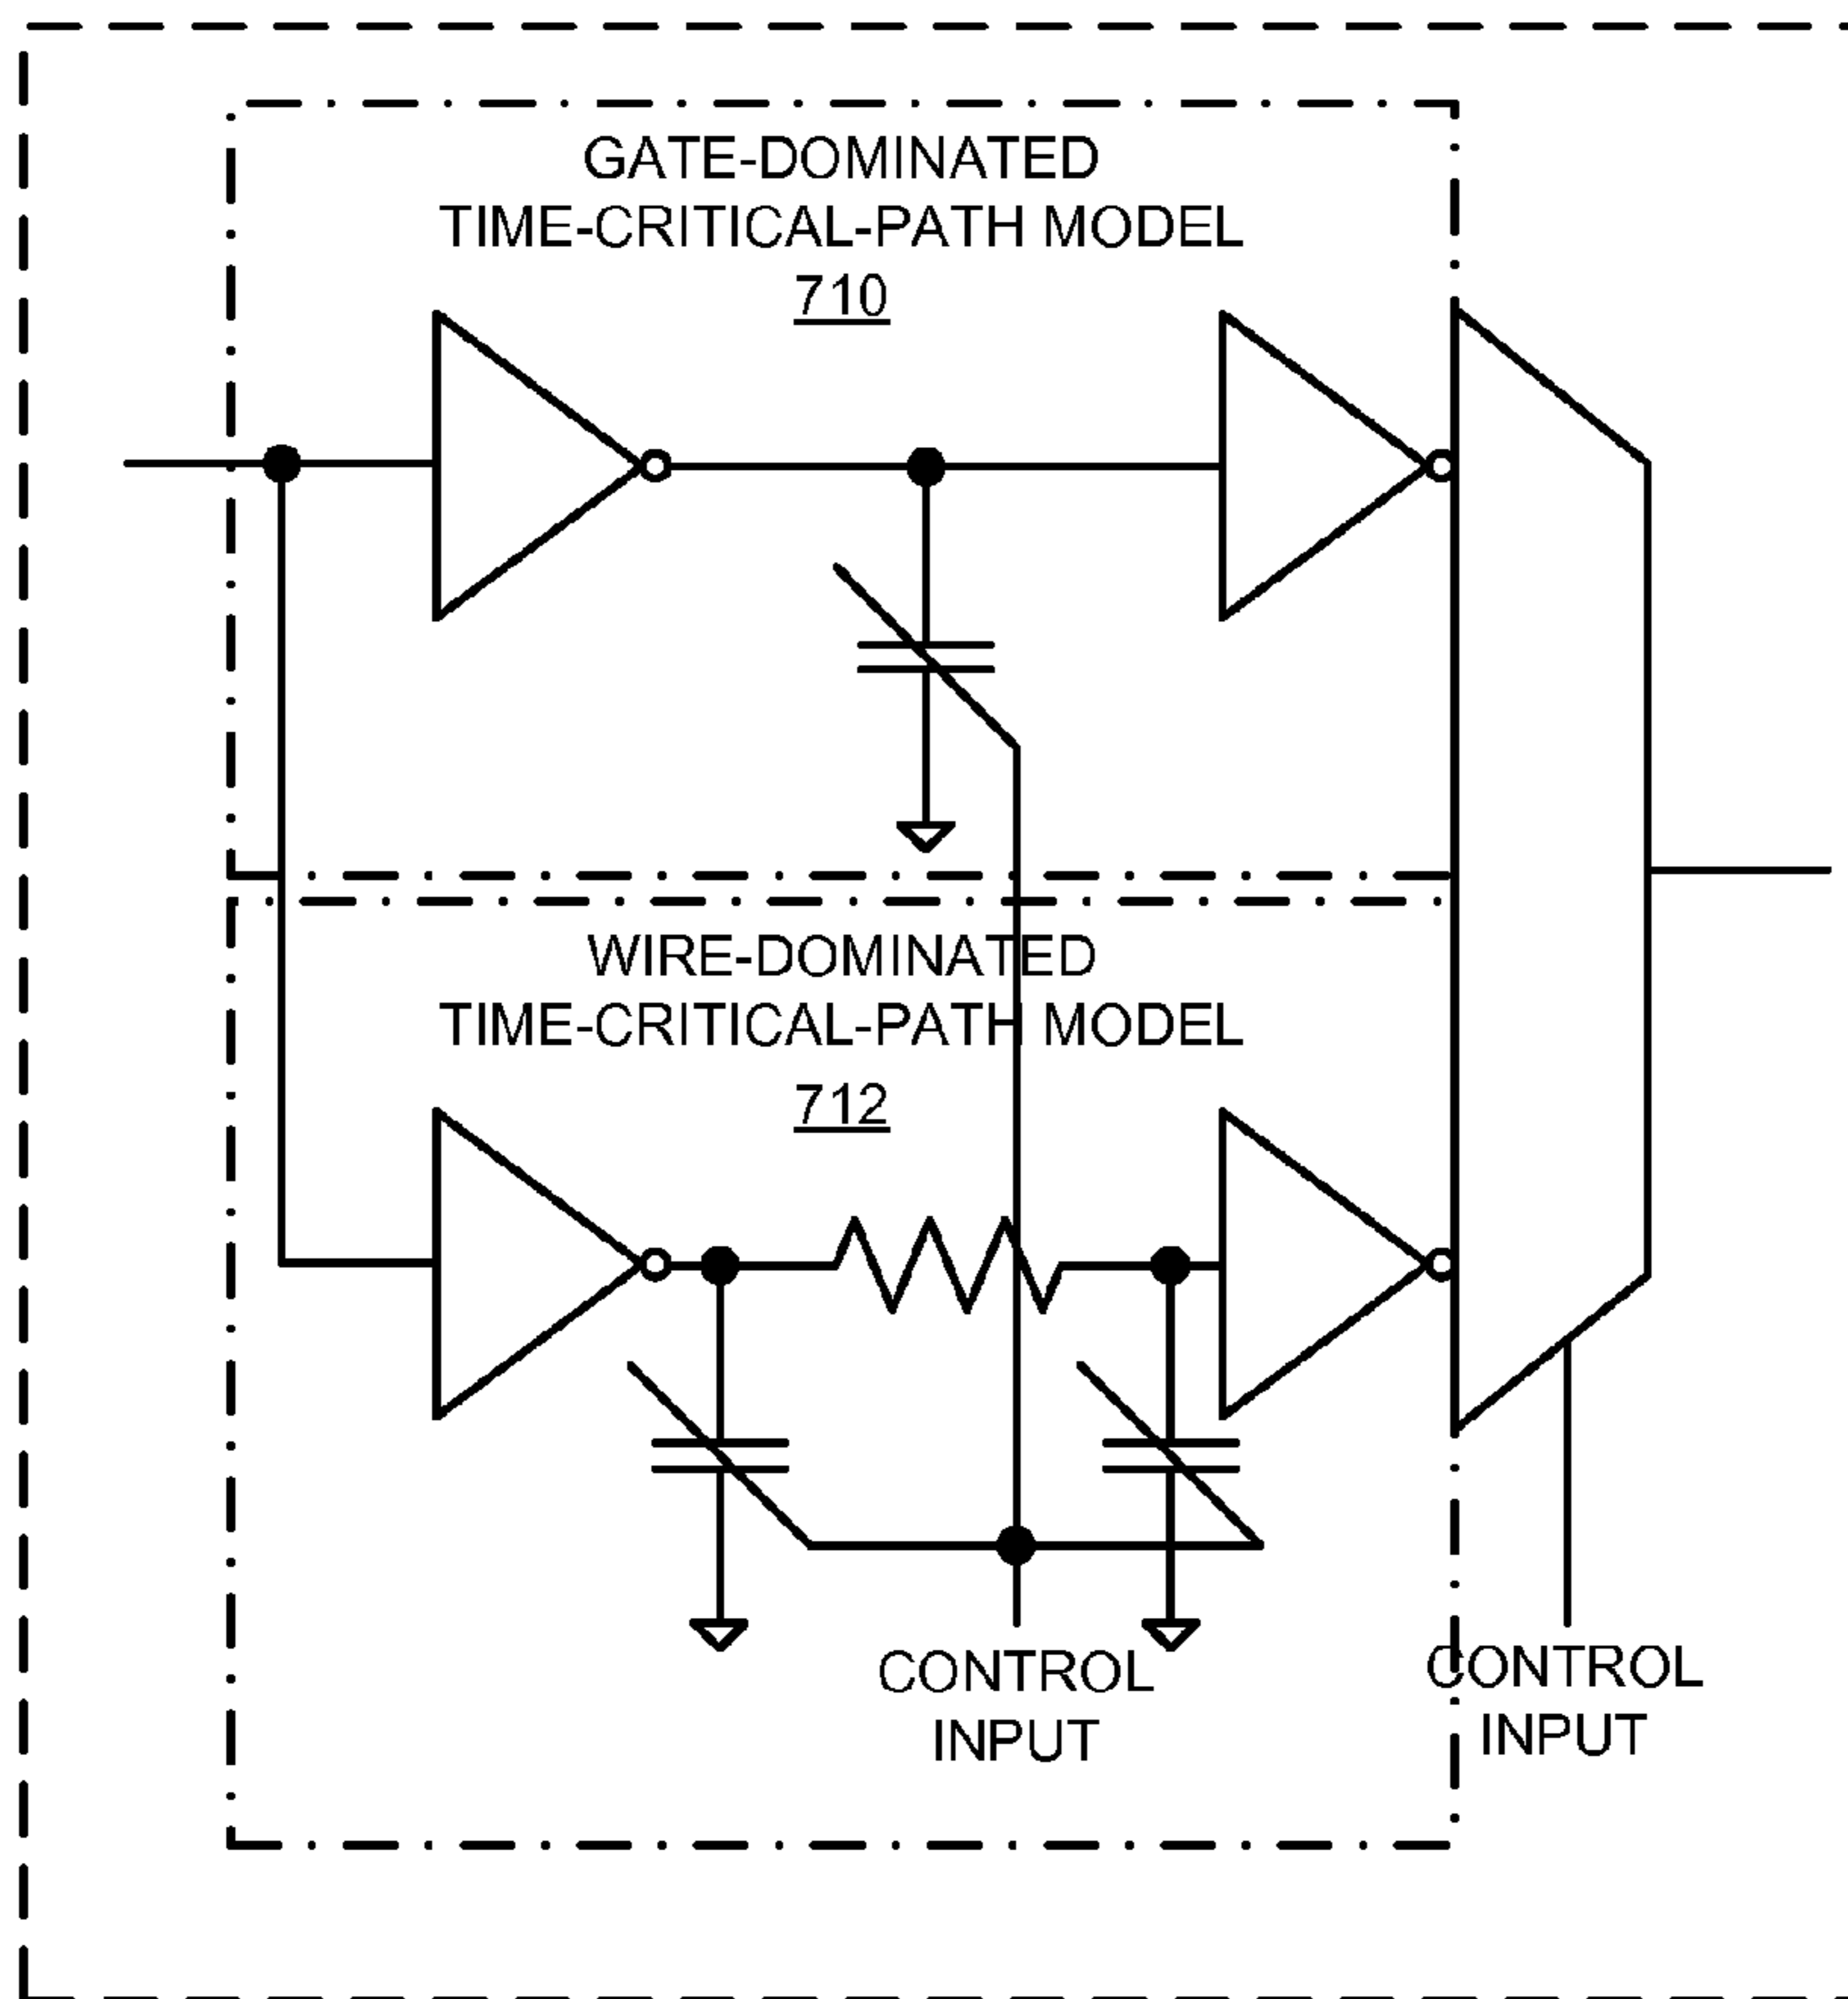 GATE-DOMINATED
TIME-CRITICAL-PATH MODEL
710
WIRE-DOMINATED
TIME-CRITICAL-PATH MODEL
712
CONTROL
INPUT
CONTROL
INPUT